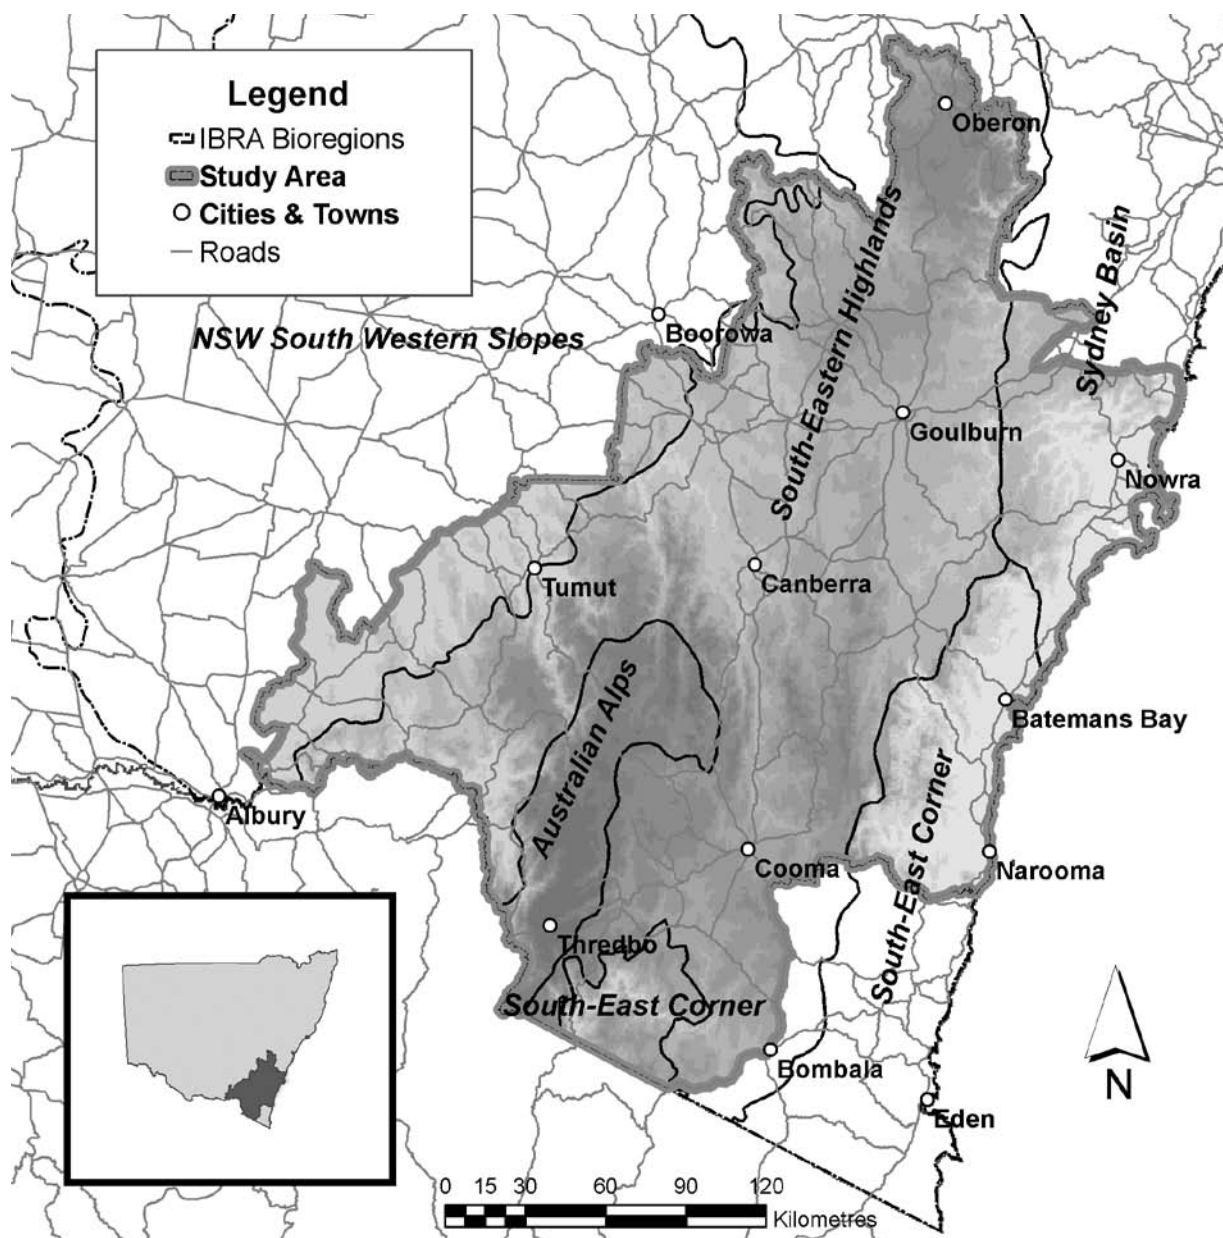 Legend
IBRA Bioregions
Study Area
Cities & Towns
Roads
Oberon
Sydney Basin
South-Eastern Highlands
NSW South Western Slopes
Boorowa
Goulburn
Nowra
Tumut
Canberra
Australian Alps
Batemans Bay
Albury
Cooma
Narooma
South-East Corner
Thredbo
South-East Corner
Bombala
Eden
N
0 15 30 60 90 120
Kilometres